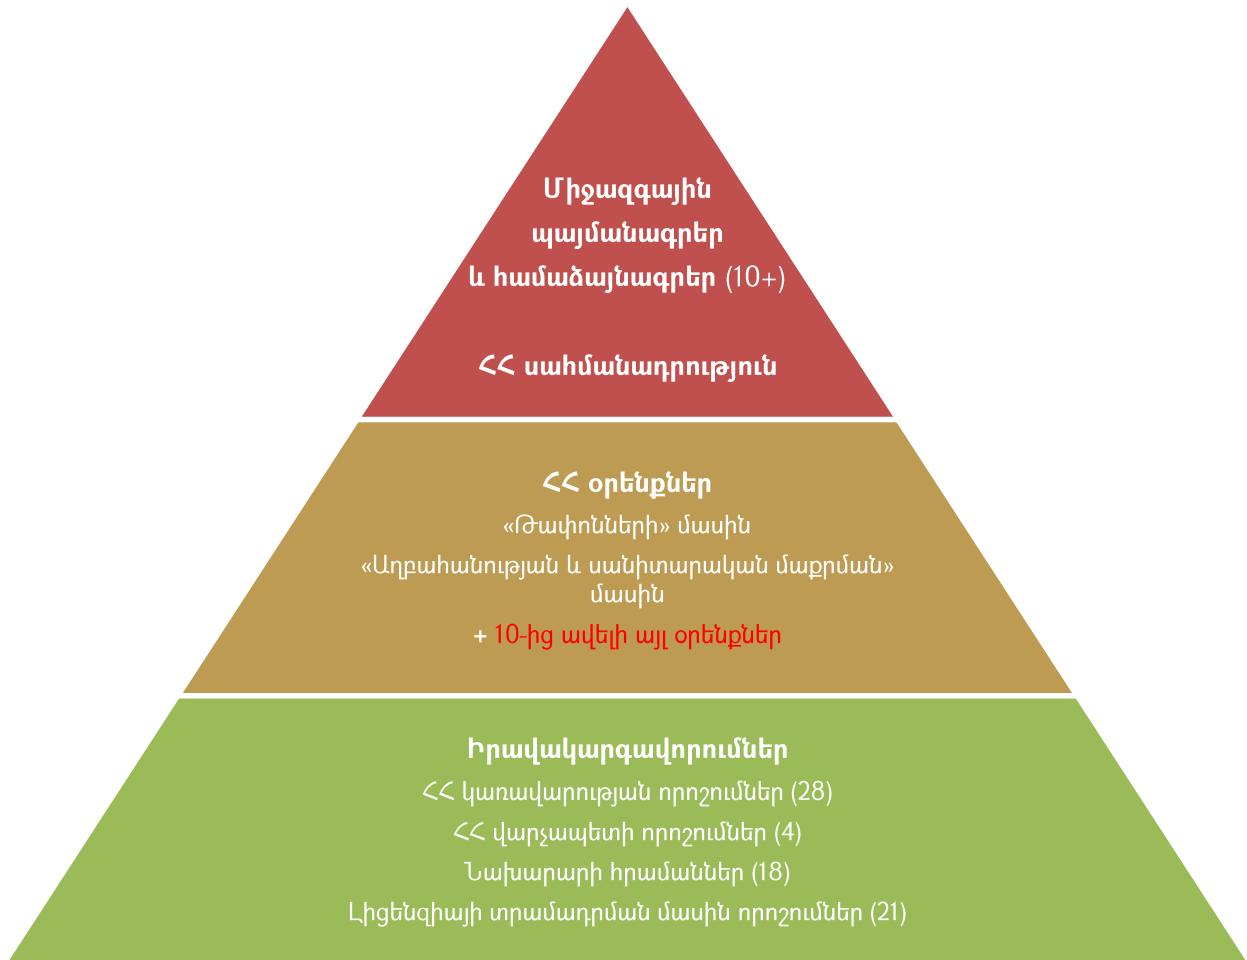 Միջազգային
պայմանագրեր
և համաձայնագրեր (10+)
ՀՀ սահմանադրություն
ՀՀ օրենքներ
«Թափոնների» մասին
«Աղբահանության և սանիտարական մաքրման»
մասին
+ 10-ից ավելի այլ օրենքներ
Իրավակարգավորումներ
ՀՀ կառավարության որոշումներ (28)
ՀՀ վարչապետի որոշումներ (4)
Նախարարի հրամաններ (18)
Լիցենզիայի տրամադրման մասին որոշումներ (21)